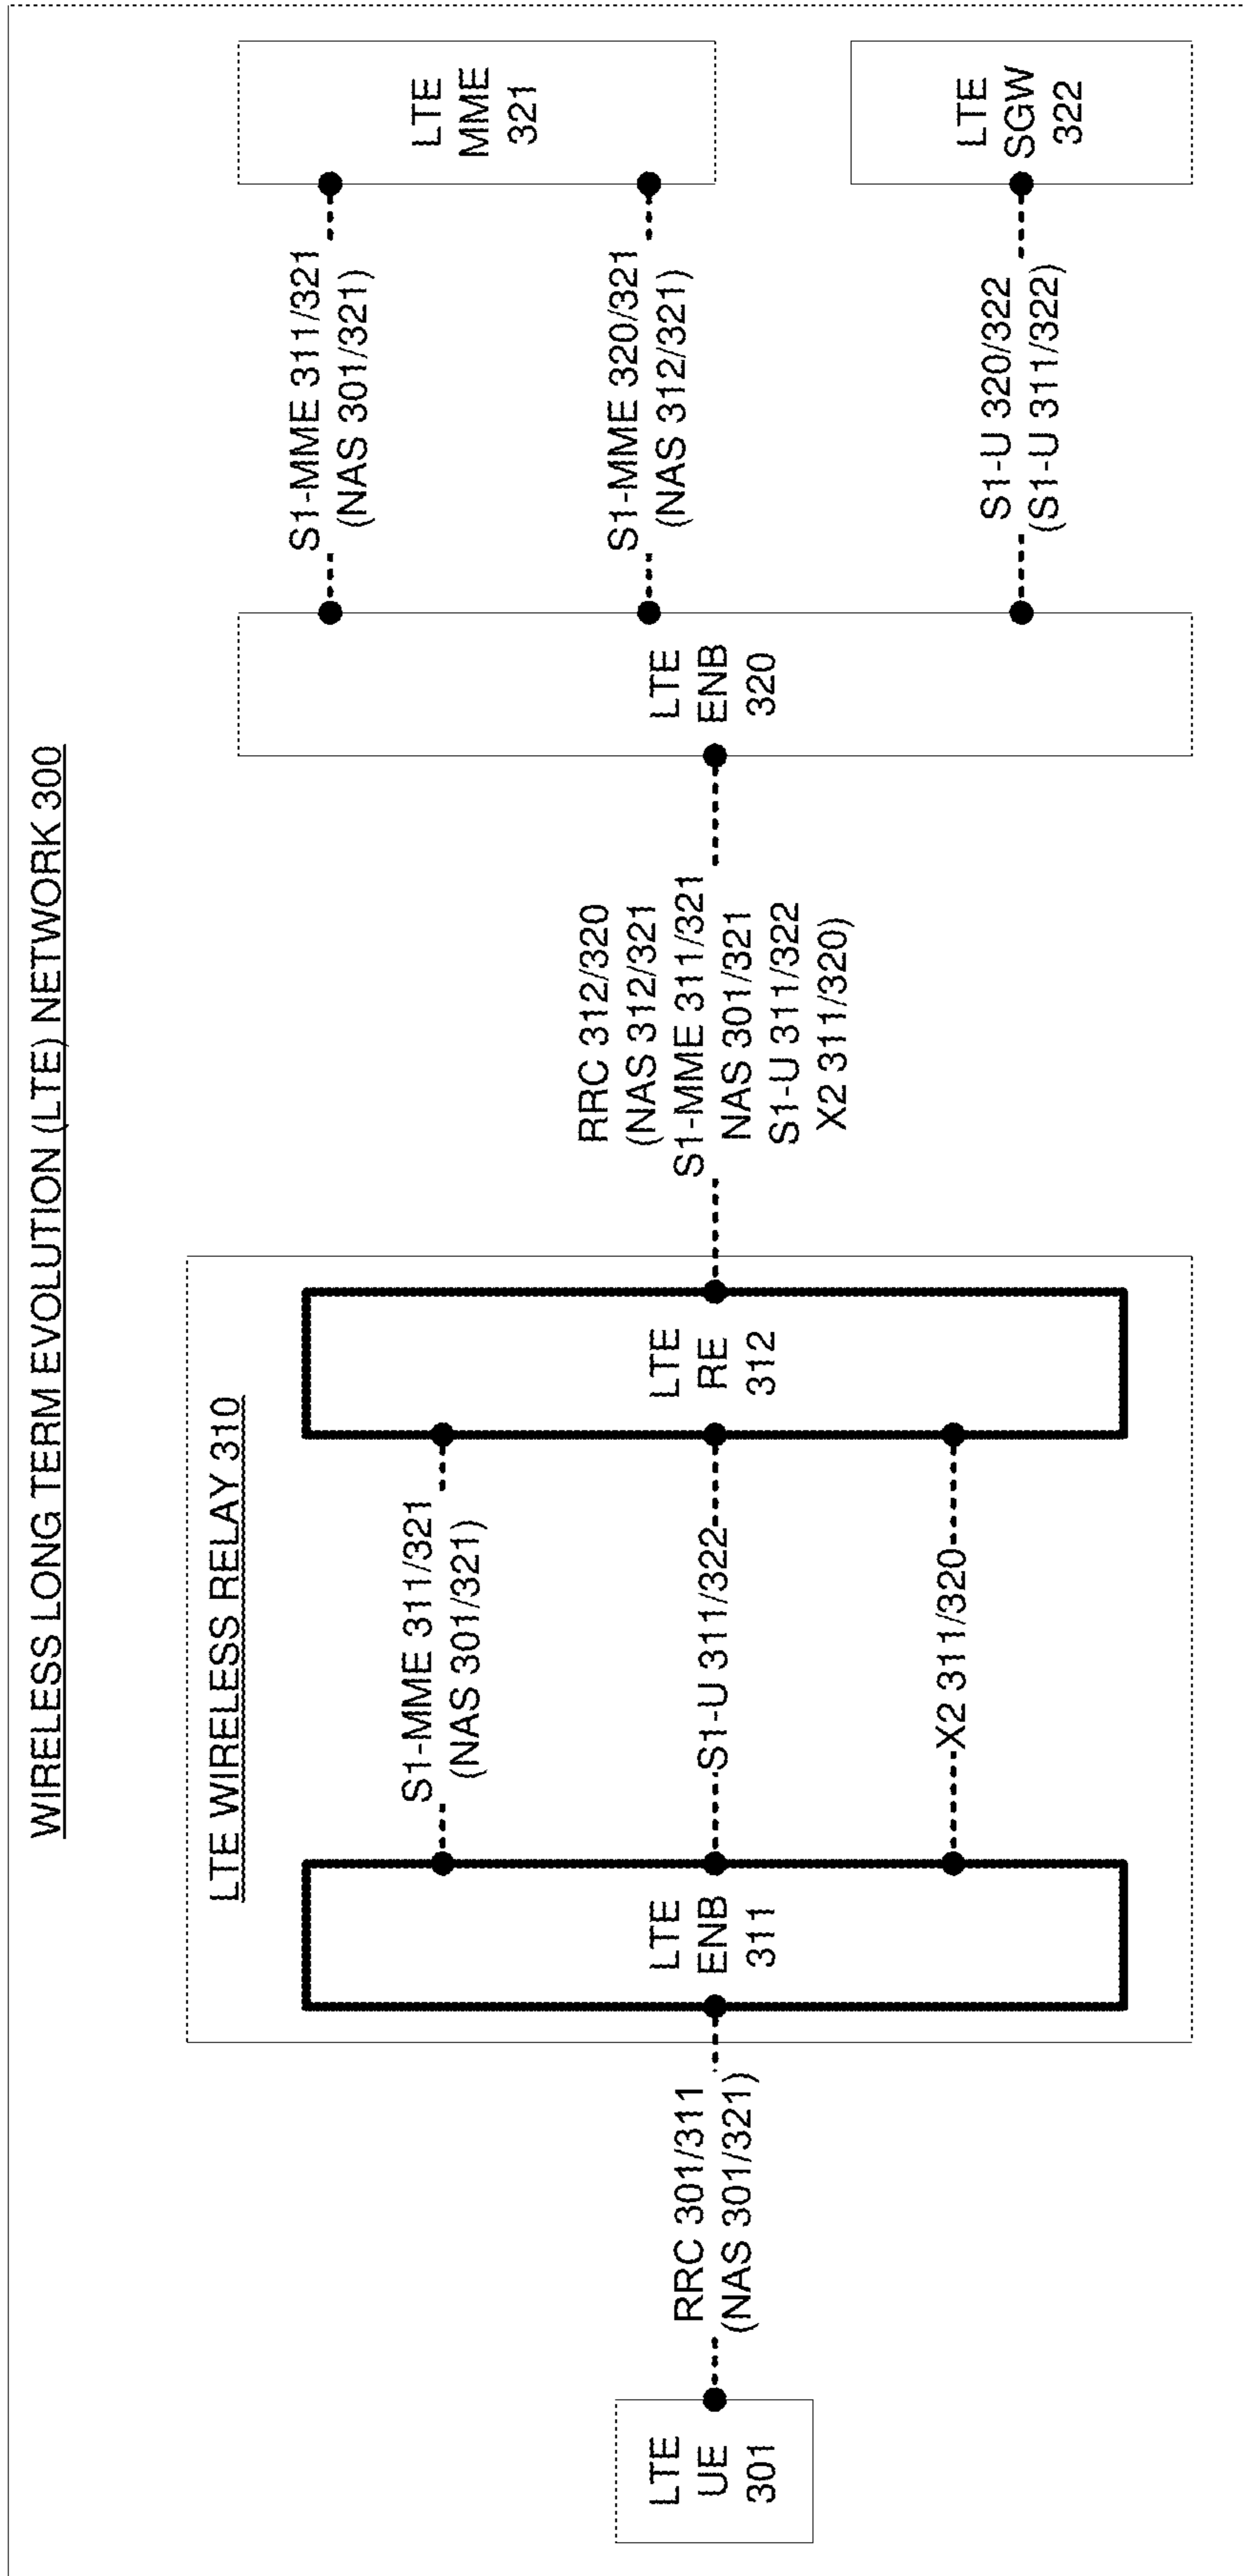 WIRELESS LONG TERM EVOLUTION (LTE) NETWORK 300
LTE WIRELESS RELAY 310
LTE
UE
301
RRC 301/311
(NAS 301/321)
LTE
ENB
311
S1-MME 311/321
(NAS 301/321)
S1-U 311/322
X2 311/320
LTE
RE
312
RRC 312/320
(NAS 312/321
S1-MME 311/321
NAS 301/321
S1-U 311/322
X2 311/320)
LTE
ENB
320
S1-MME 311/321
(NAS 301/321)
S1-MME 320/321
(NAS 312/321)
S1-U 320/322
(S1-U 311/322)
LTE
MME
321
LTE
SGW
322